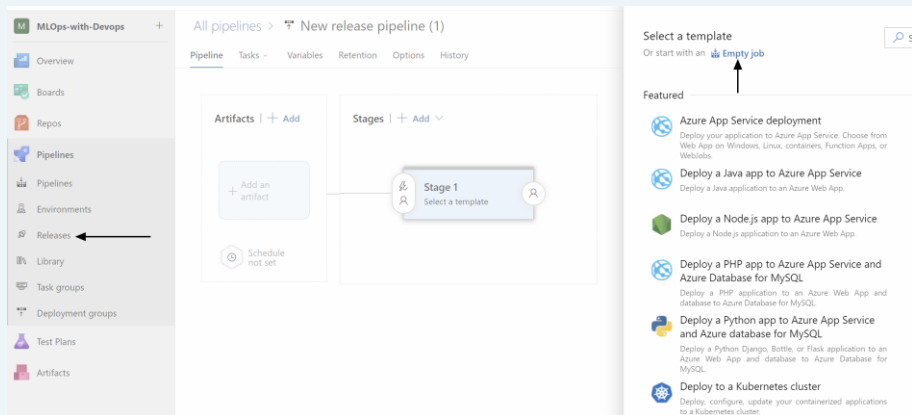 M MLOps-with-Devops +
Overview
Boards
Repos
Pipelines
Pipelines
Environments
Releases
Library
Task groups
Deployment groups
Test Plans
Artifacts
All pipelines > New release pipeline (1)
Pipeline Tasks Variables Retention Options History
Artifacts | + Add
+ Add an
artifact
Schedule
not set
Stages | + Add
Stage 1
Select a template
Select a template
Or start with an Empty job
Featured
Azure App Service deployment
Deploy your application to Azure App Service. Choose from
Web App on Windows, Linux, containers, Function Apps, or
WebJobs.
Deploy a Java app to Azure App Service
Deploy a Java application to an Azure Web App.
Deploy a Node.js app to Azure App Service
Deploy a Node.js application to an Azure Web App.
Deploy a PHP app to Azure App Service and
Azure Database for MySQL
Deploy a PHP application to an Azure Web App and
database to Azure Database for MySQL.
Deploy a Python app to Azure App Service
and Azure database for MySQL
Deploy a Python Django, Bottle, or Flask application to an
Azure Web App and database to Azure Database for
MySQL.
Deploy to a Kubernetes cluster
Deploy, configure, update your containerized applications
to a Kubernetes cluster.